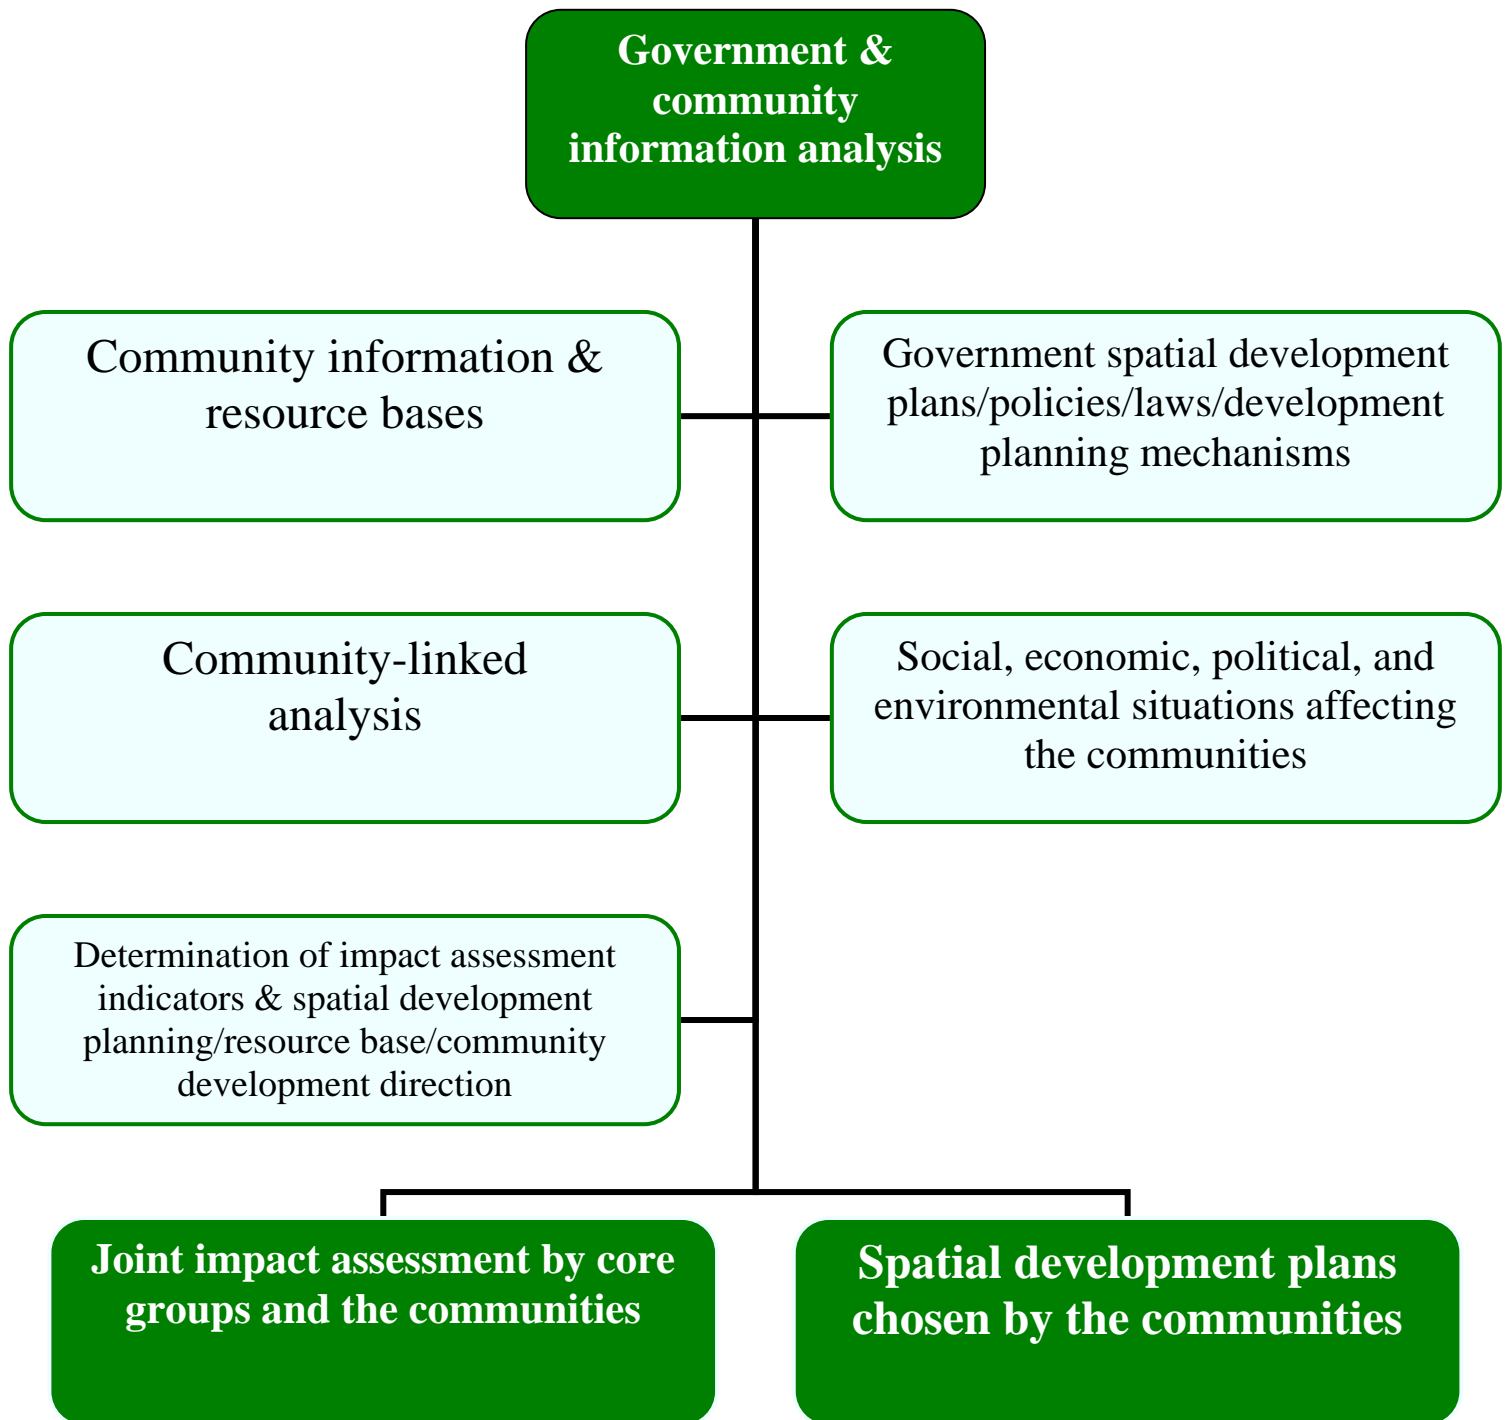 Government &
community
information analysis
Community information &
resource bases
Government spatial development
plans/policies/laws/development
planning mechanisms
Community-linked
analysis
Social, economic, political, and
environmental situations affecting
the communities
Determination of impact assessment
indicators & spatial development
planning/resource base/community
development direction
Joint impact assessment by core
groups and the communities
Spatial development plans
chosen by the communities